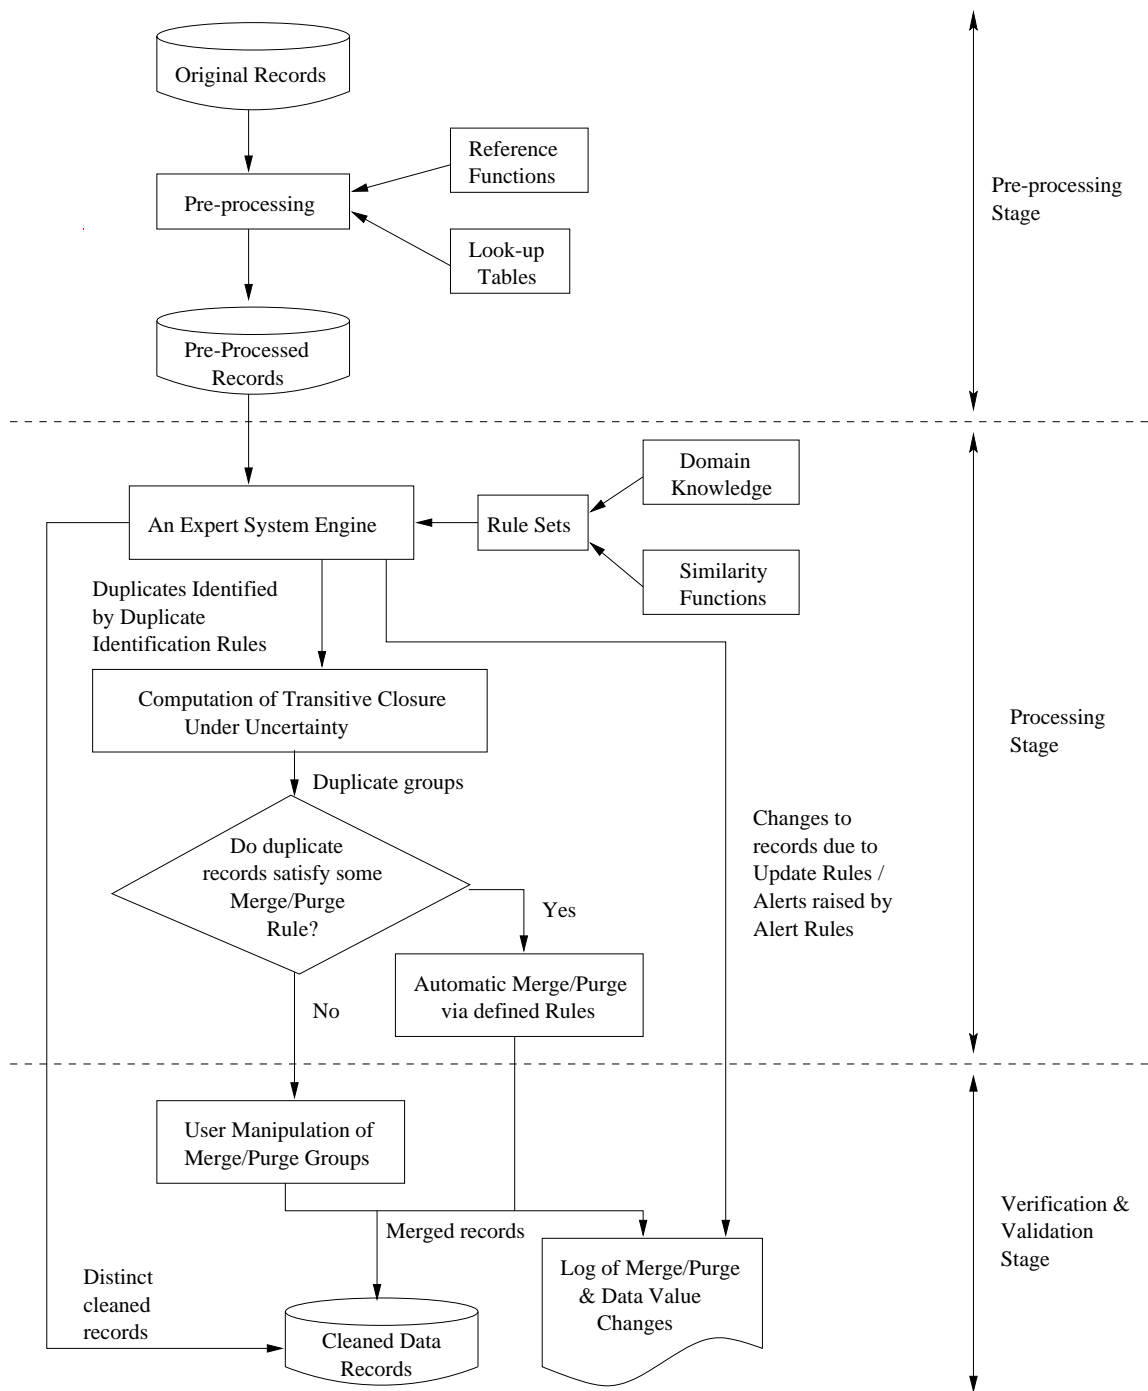 Original Records
Reference
Functions
Pre-processing
Look-up
Tables
Pre-processing
Stage
Pre-Processed
Records
Domain
Knowledge
An Expert System Engine
Rule Sets
Similarity
Functions
Duplicates Identified
by Duplicate
Identification Rules
Computation of Transitive Closure
Under Uncertainty
Processing
Stage
Duplicate groups
Do duplicate
records satisfy some
Merge/Purge
Rule?
Yes
Changes to
records due to
Update Rules /
Alerts raised by
Alert Rules
No
Automatic Merge/Purge
via defined Rules
User Manipulation of
Merge/Purge Groups
Merged records
Verification &
Validation
Stage
Distinct
cleaned
records
Log of Merge/Purge
& Data Value
Changes
Cleaned Data
Records